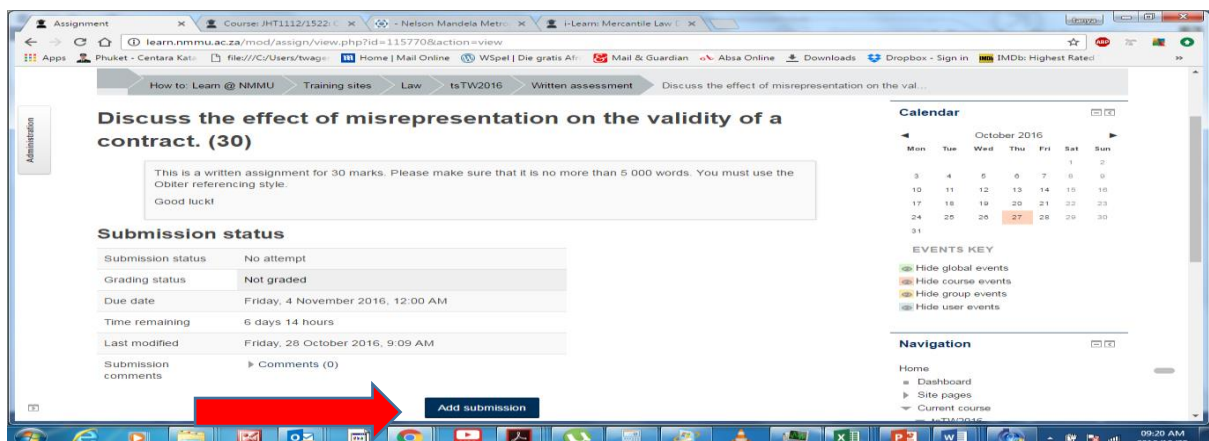 Assignment
Course: JHT1112/1522:
- Nelson Mandela Metro
i-Learn: Mercantile Law
learn.nmmu.ac.za/mod/assign/view.php?id=115770&action=view
Apps Phuket - Centara Kata file:///C:/Users/twage Home | Mail Online WSpel | Die gratis Afr Mail & Guardian Absa Online Downloads Dropbox - Sign in IMDb: Highest Rated »
How to: Learn @ NMMU Training sites Law tsTW2016 Written assessment Discuss the effect of misrepresentation on the val...
Administration
Discuss the effect of misrepresentation on the validity of a
contract. (30)
This is a written assignment for 30 marks. Please make sure that it is no more than 5 000 words. You must use the
Obiter referencing style.
Good luck!
Submission status
Submission status No attempt
Grading status Not graded
Due date Friday, 4 November 2016, 12:00 AM
Time remaining 6 days 14 hours
Last modified Friday, 28 October 2016, 9:09 AM
Submission
comments
Comments (0)
Add submission
Calendar
October 2016
Mon Tue Wed Thu Fri Sat Sun
1 2
3 4 5 6 7 8 9
10 11 12 13 14 15 16
17 18 19 20 21 22 23
24 25 26 27 28 29 30
31
EVENTS KEY
Hide global events
Hide course events
Hide group events
Hide user events
Navigation
Home
Dashboard
Site pages
Current course
09:20 AM